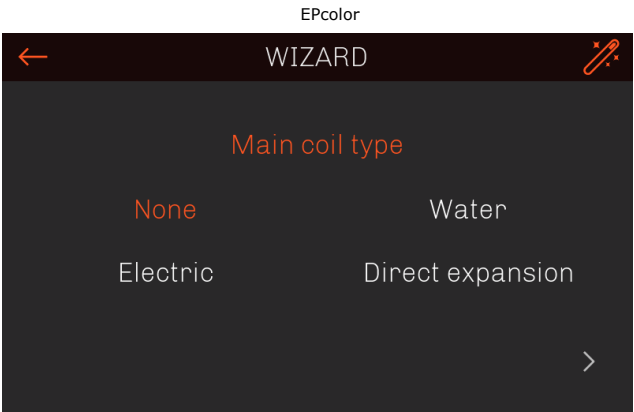 EPcolor
WIZARD
Main coil type
None Water
Electric Direct expansion